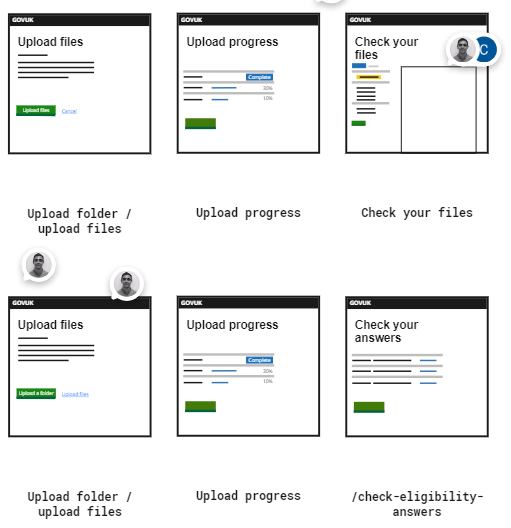 GOVUK
Upload files
Upload files
Cancel
Upload folder /
upload files
GOVUK
Upload progress
Complete
30%
10%
Upload progress
GOVUK
Check your
files
C
Check your files
GOVUK
Upload files
Upload a folder
Upload files
Upload folder /
upload files
GOVUK
Upload progress
Complete
30%
10%
Upload progress
GOVUK
Check your
answers
/check-eligibility-
answers